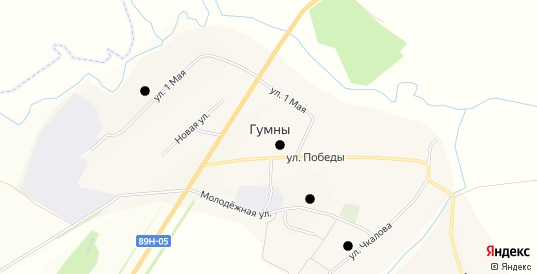 ул. 1 Мая
ул. 1 Мая
Новая ул.
Гумны
ул. Победы
Молодёжная ул.
ул. Чкалова
89Н-05
Яндекс
© Яндекс